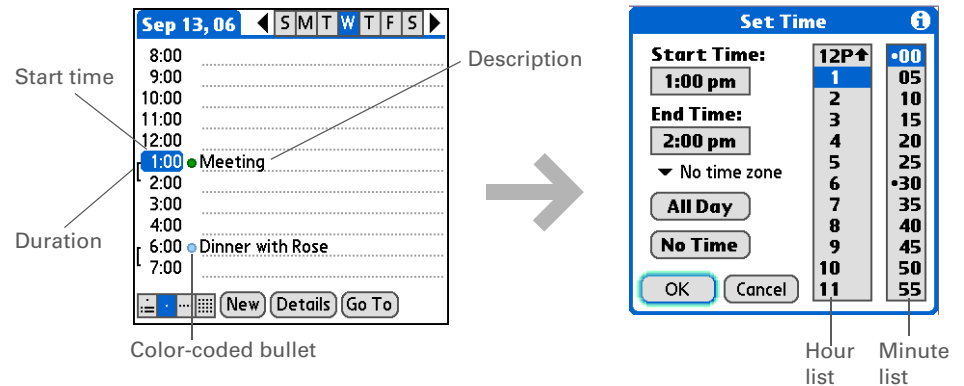 Sep 13, 06
S M T W T F S
8:00
9:00
10:00
11:00
12:00
1:00 Meeting
2:00
3:00
4:00
6:00 Dinner with Rose
7:00
New Details Go To
Start time
Duration
Description
Color-coded bullet
Set Time
Start Time:
1:00 pm
End Time:
2:00 pm
No time zone
All Day
No Time
OK Cancel
12P
1
2
3
4
5
6
7
8
9
10
11
•00
05
10
15
20
25
•30
35
40
45
50
55
Hour
list
Minute
list